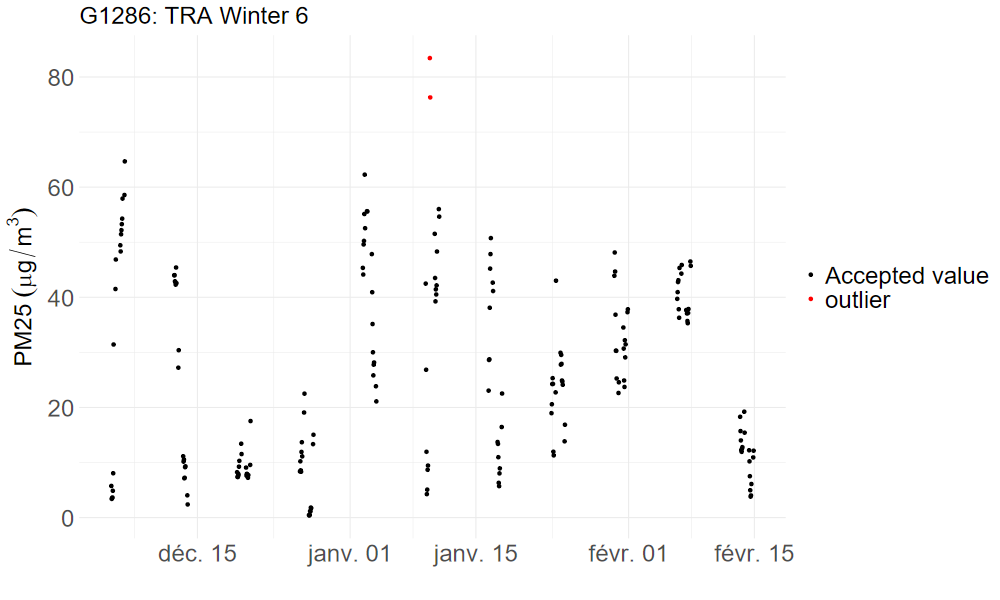 G1286: TRA Winter 6
PM25 (μg/m³)
80
60
40
20
0
déc. 15
janv. 01
janv. 15
févr. 01
févr. 15
Accepted value
outlier